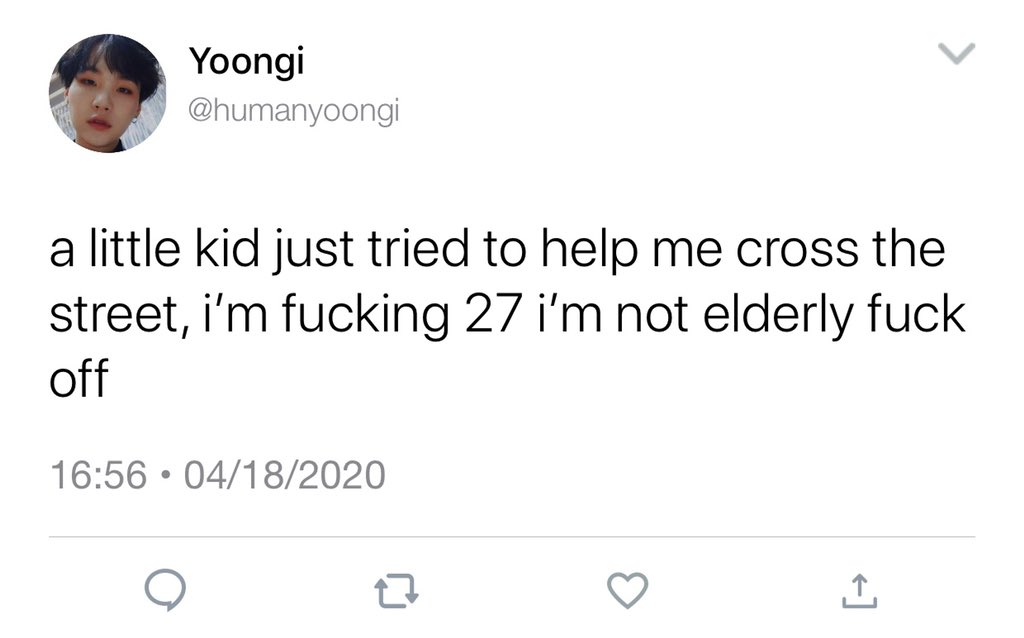 Yoongi
@humanyoongi
a little kid just tried to help me cross the
street, i’m fucking 27 i’m not elderly fuck
off
16:56 • 04/18/2020